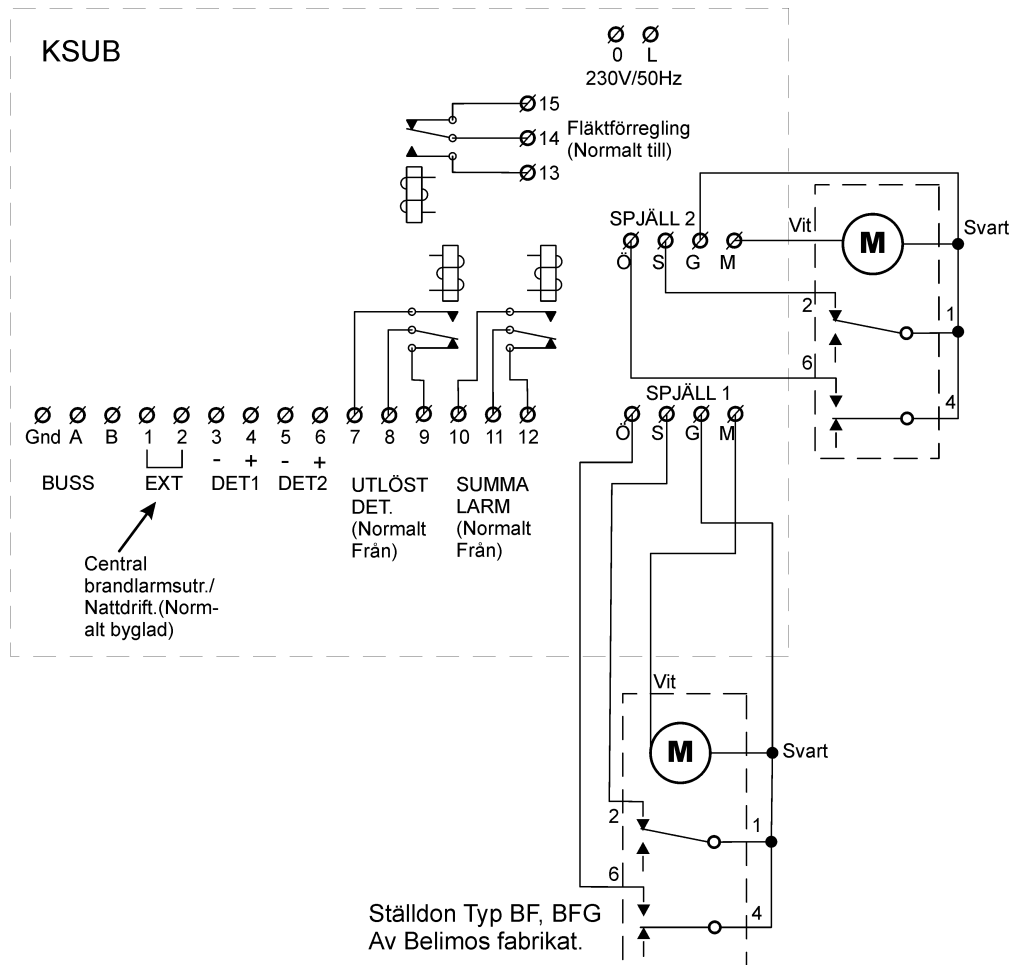 KSUB
0 L
230V/50Hz
15
14
13
Fläktförregling
(Normalt till)
SPJÄLL 2
Ö S G M
Vit
M
Svart
2
1
6
4
SPJÄLL 1
Ö S G M
Gnd A B 1 2 3 4 5 6 7 8 9 10 11 12
- + - +
BUSS
EXT
DET1
DET2
UTLÖST
DET.
(Normalt
Från)
SUMMA
LARM
(Normalt
Från)
Central
brandlarmsutr./
Nattdrift.(Norm-
alt byglad)
Vit
M
Svart
2
1
6
4
Ställdon Typ BF, BFG
Av Belimos fabrikat.